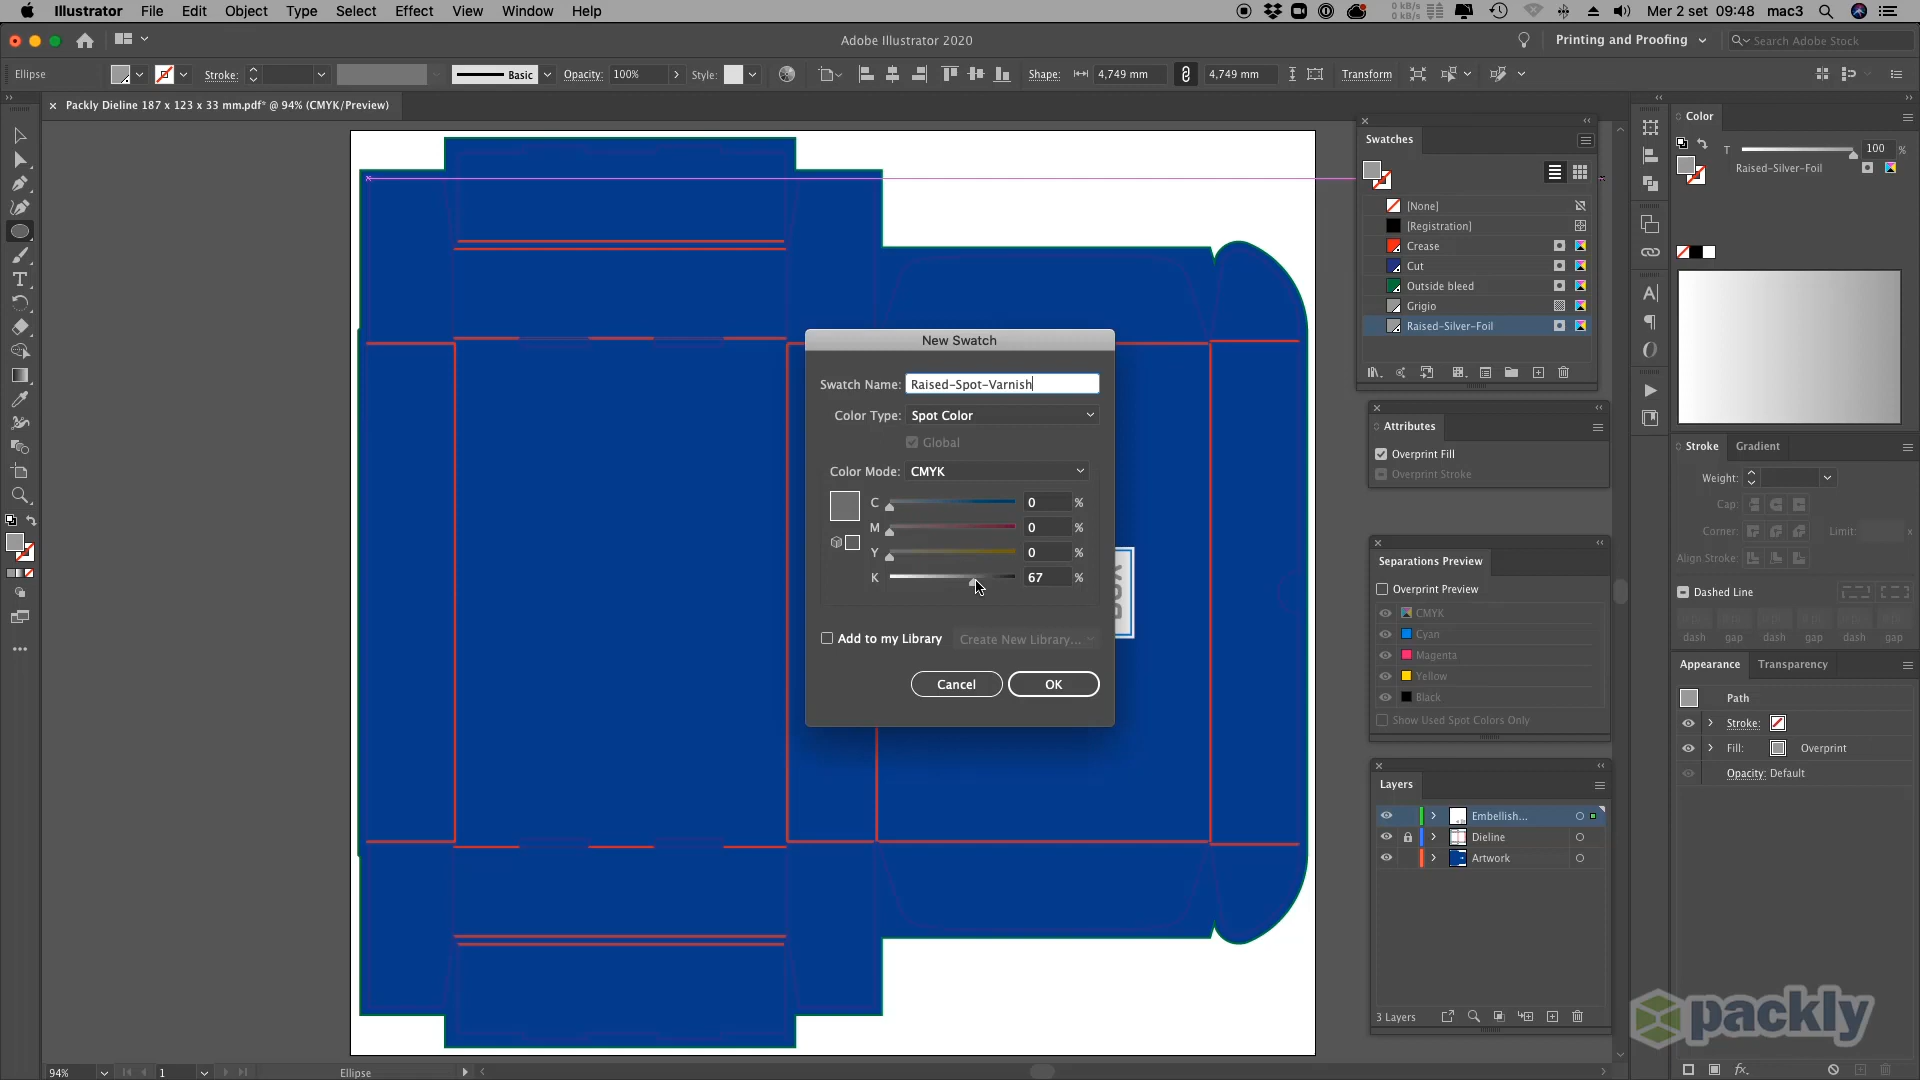 Illustrator File Edit Object Type Select Effect View Window Help
0 kB/s
0 kB/s
Mer 2 set 09:48 mac3
Adobe Illustrator 2020
Printing and Proofing
Search Adobe Stock
Ellipse
Stroke:
Basic
Opacity: 100%
Style:
Shape: 4,749 mm 4,749 mm
Transform
Packly Dieline 187 x 123 x 33 mm.pdf* @ 94% (CMYK/Preview)
Swatches
[None]
[Registration]
Crease
Cut
Outside bleed
Grigio
Raised-Silver-Foil
Color
T 100 %
Raised-Silver-Foil
New Swatch
Swatch Name: Raised-Spot-Varnish
Color Type: Spot Color
Global
Color Mode: CMYK
C 0 %
M 0 %
Y 0 %
K 67 %
Add to my Library Create New Library...
Cancel OK
Attributes
Overprint Fill
Overprint Stroke
Separations Preview
Overprint Preview
CMYK
Cyan
Magenta
Yellow
Black
Show Used Spot Colors Only
Stroke Gradient
Weight:
Cap:
Corner: Limit: x
Align Stroke:
Dashed Line
dash gap dash gap dash gap
Appearance Transparency
Path
Stroke:
Fill: Overprint
Opacity: Default
Layers
Embellish...
Dieline
Artwork
3 Layers
packly
94% 1 Ellipse
fx.